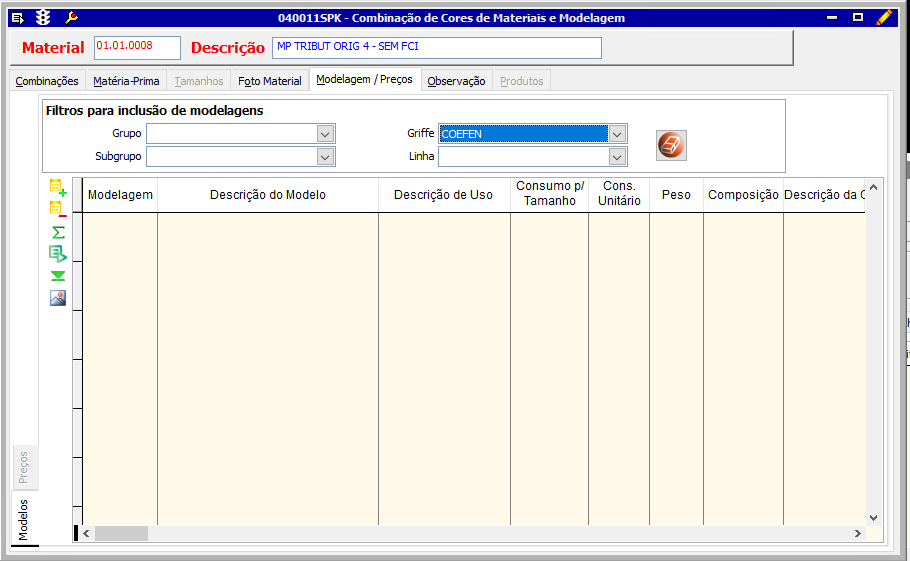 040011SPK - Combinação de Cores de Materiais e Modelagem
Material 01.01.0008 Descrição MP TRIBUT ORIG 4 - SEM FCI
Combinações Matéria-Prima Tamanhos Foto Material Modelagem / Preços Observação Produtos
Filtros para inclusão de modelagens
Grupo Griffe COEFEN
Subgrupo Linha
Modelagem Descrição do Modelo Descrição de Uso Consumo p/ Tamanho Cons. Unitário Peso Composição Descrição da C
Preços
Modelos